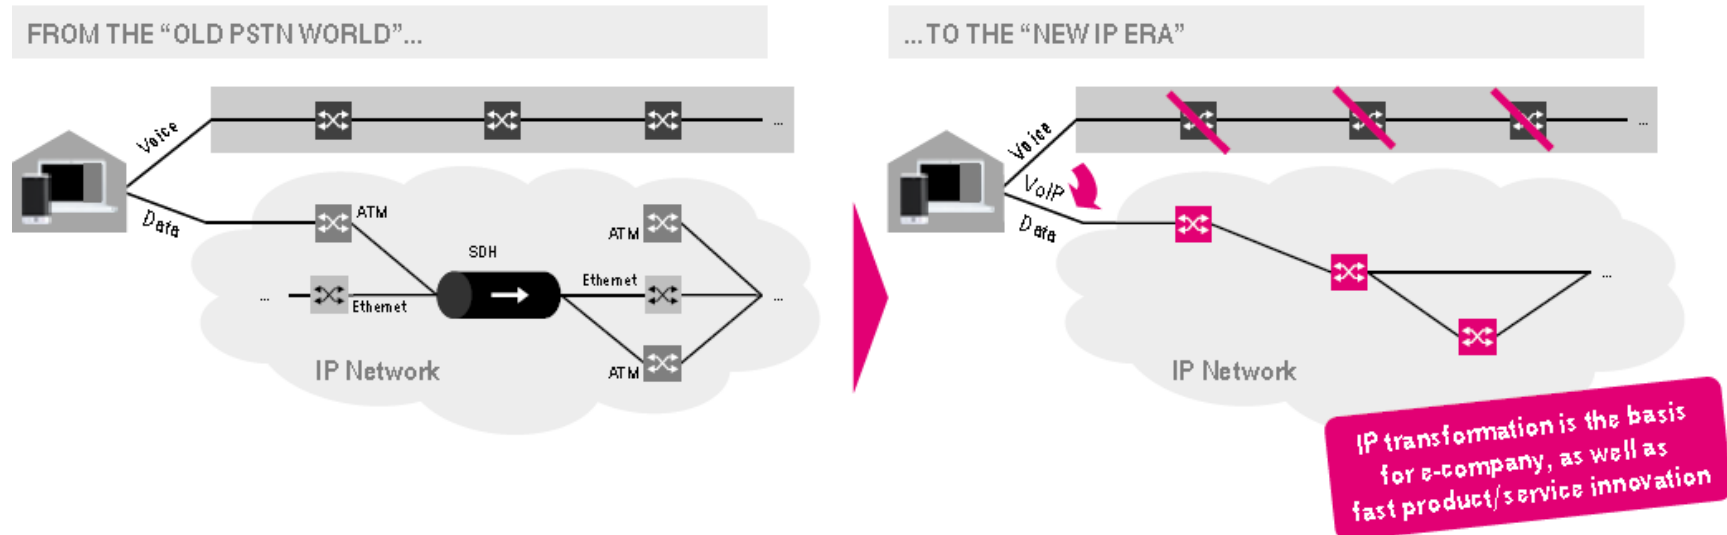 FROM THE “OLD PSTN WORLD”...
Voice
...
Data
ATM
ATM
SDH
Ethernet
...
Ethernet
...
IP Network
ATM
...TO THE “NEW IP ERA”
Voice
...
VoIP
Data
...
IP Network
IP transformation is the basis
for e-company, as well as
fast product/service innovation